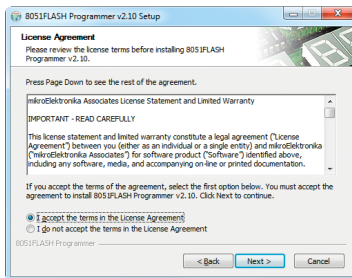 8051FLASH Programmer v2.10 Setup
License Agreement
Please review the license terms before installing 8051FLASH
Programmer v2.10.
Press Page Down to see the rest of the agreement.
mikroElektronika Associates License Statement and Limited Warranty
IMPORTANT - READ CAREFULLY
This license statement and limited warranty constitute a legal agreement ("License
Agreement") between you (either as an individual or a single entity) and mikroElektronika
("mikroElektronika Associates") for software product ("Software") identified above,
including any software, media, and accompanying on-line or printed documentation.
If you accept the terms of the agreement, select the first option below. You must accept the
agreement to install 8051FLASH Programmer v2.10. Click Next to continue.
I accept the terms in the License Agreement
I do not accept the terms in the License Agreement
8051FLASH Programmer
< Back Next > Cancel